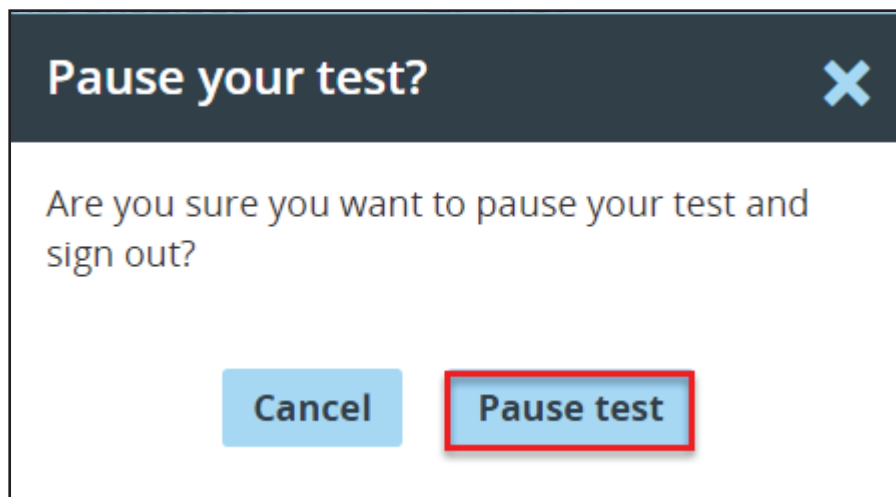 Pause your test?
Are you sure you want to pause your test and
sign out?
Cancel Pause test